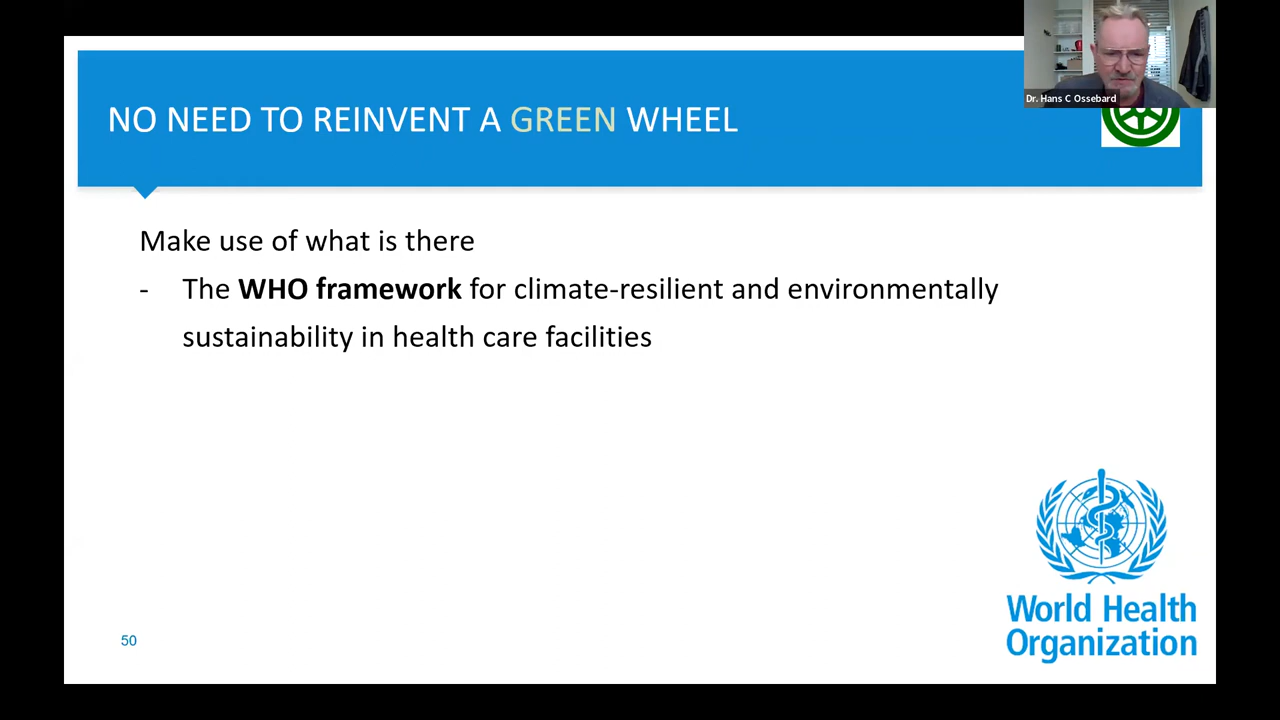 Dr. Hans C Ossebard
NO NEED TO REINVENT A GREEN WHEEL
Make use of what is there
- The WHO framework for climate-resilient and environmentally
sustainability in health care facilities
World Health
Organization
50